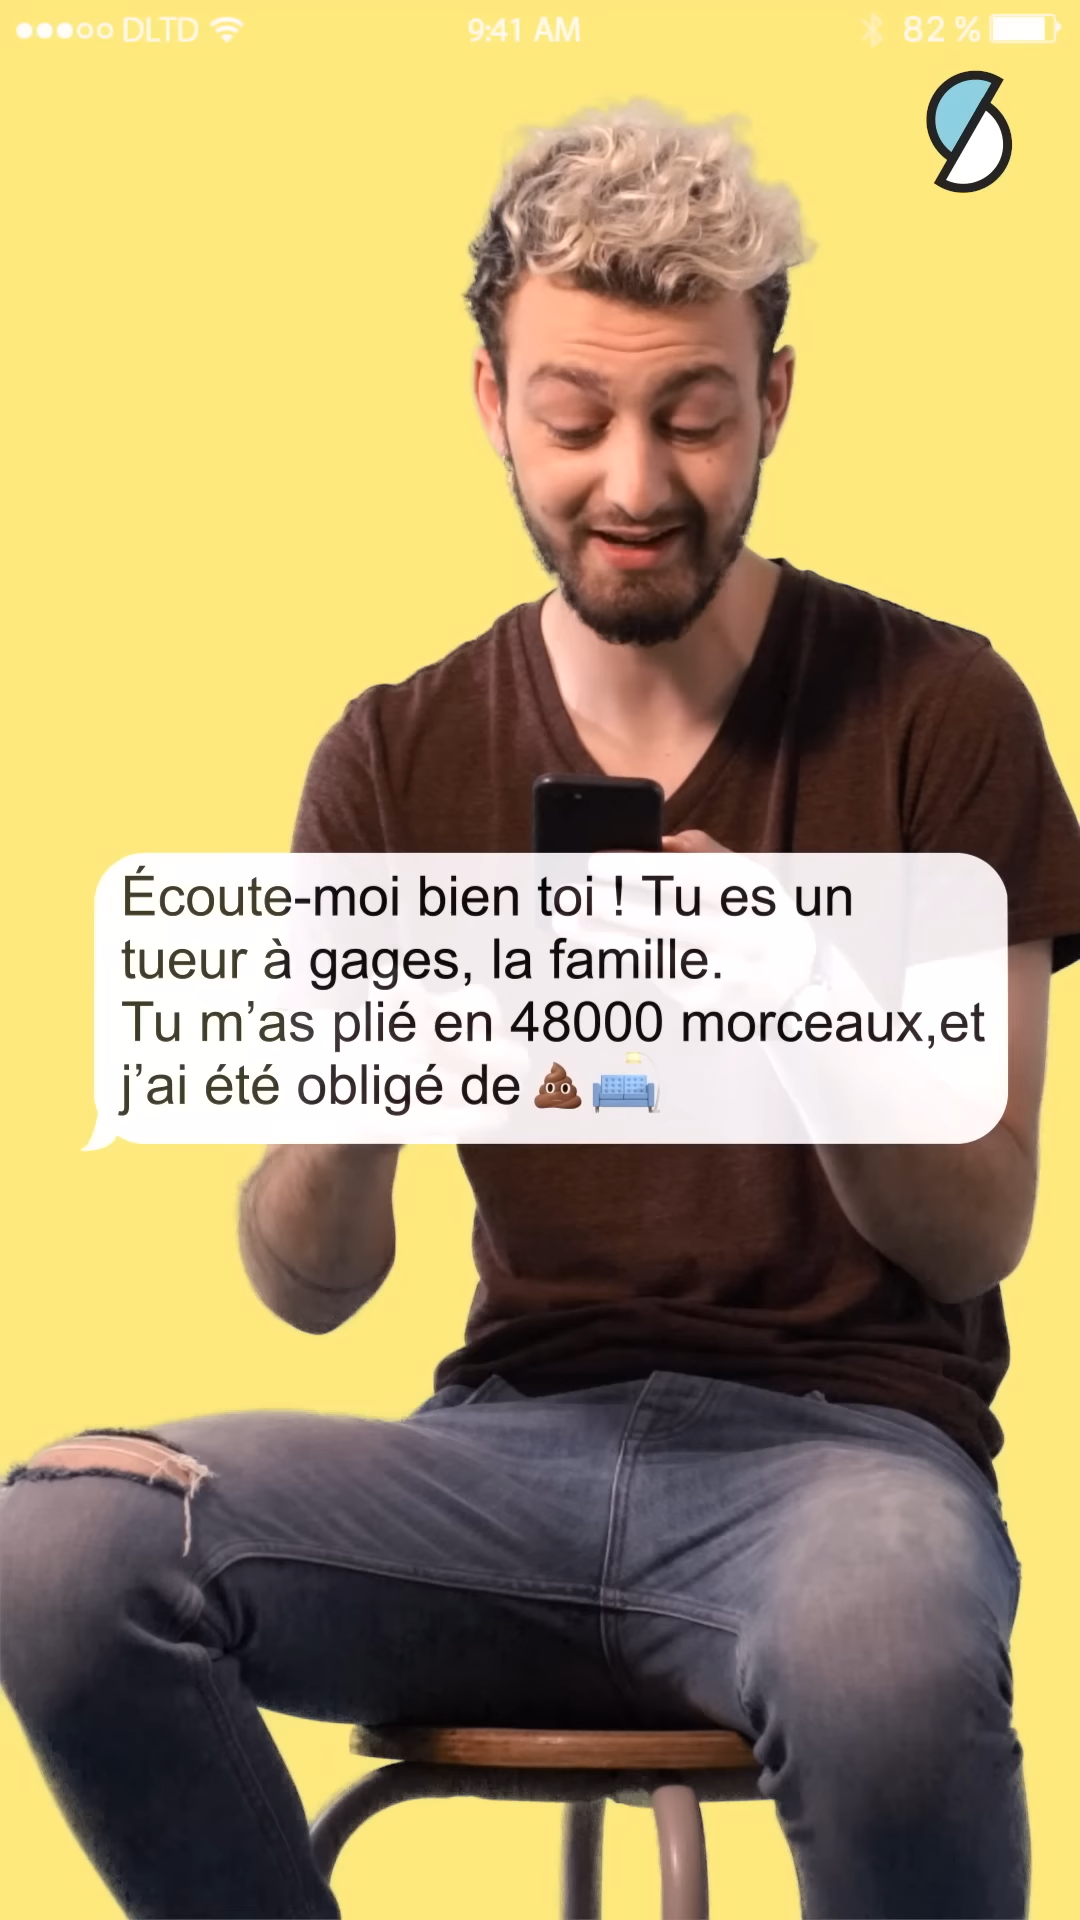 DLTD 9:41 AM 82 %
Écoute-moi bien toi ! Tu es un
tueur à gages, la famille.
Tu m’as plié en 48000 morceaux,et
j’ai été obligé de 💩🛋️